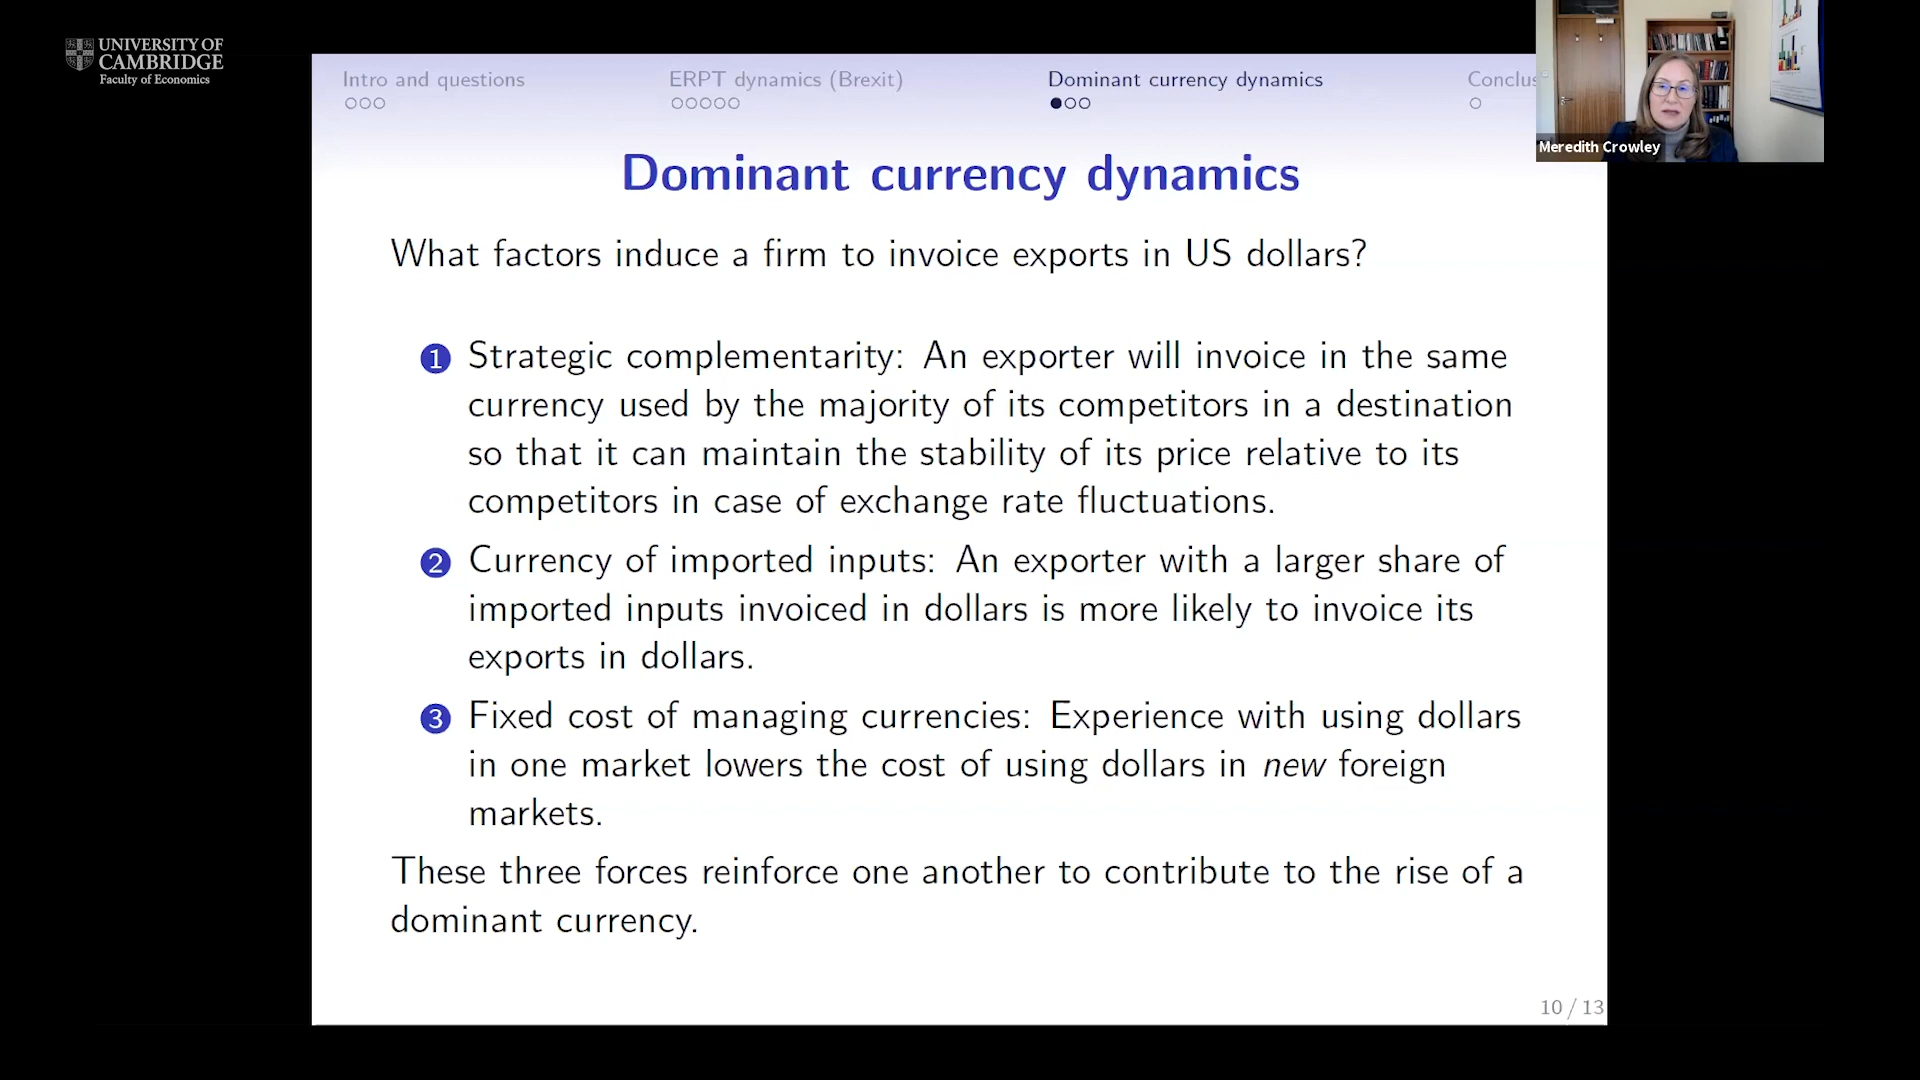 UNIVERSITY OF
CAMBRIDGE
Faculty of Economics
Intro and questions
ERPT dynamics (Brexit)
Dominant currency dynamics
Conclus
Meredith Crowley
Dominant currency dynamics
What factors induce a firm to invoice exports in US dollars?
1 Strategic complementarity: An exporter will invoice in the same
currency used by the majority of its competitors in a destination
so that it can maintain the stability of its price relative to its
competitors in case of exchange rate fluctuations.
2 Currency of imported inputs: An exporter with a larger share of
imported inputs invoiced in dollars is more likely to invoice its
exports in dollars.
3 Fixed cost of managing currencies: Experience with using dollars
in one market lowers the cost of using dollars in new foreign
markets.
These three forces reinforce one another to contribute to the rise of a
dominant currency.
10 / 13